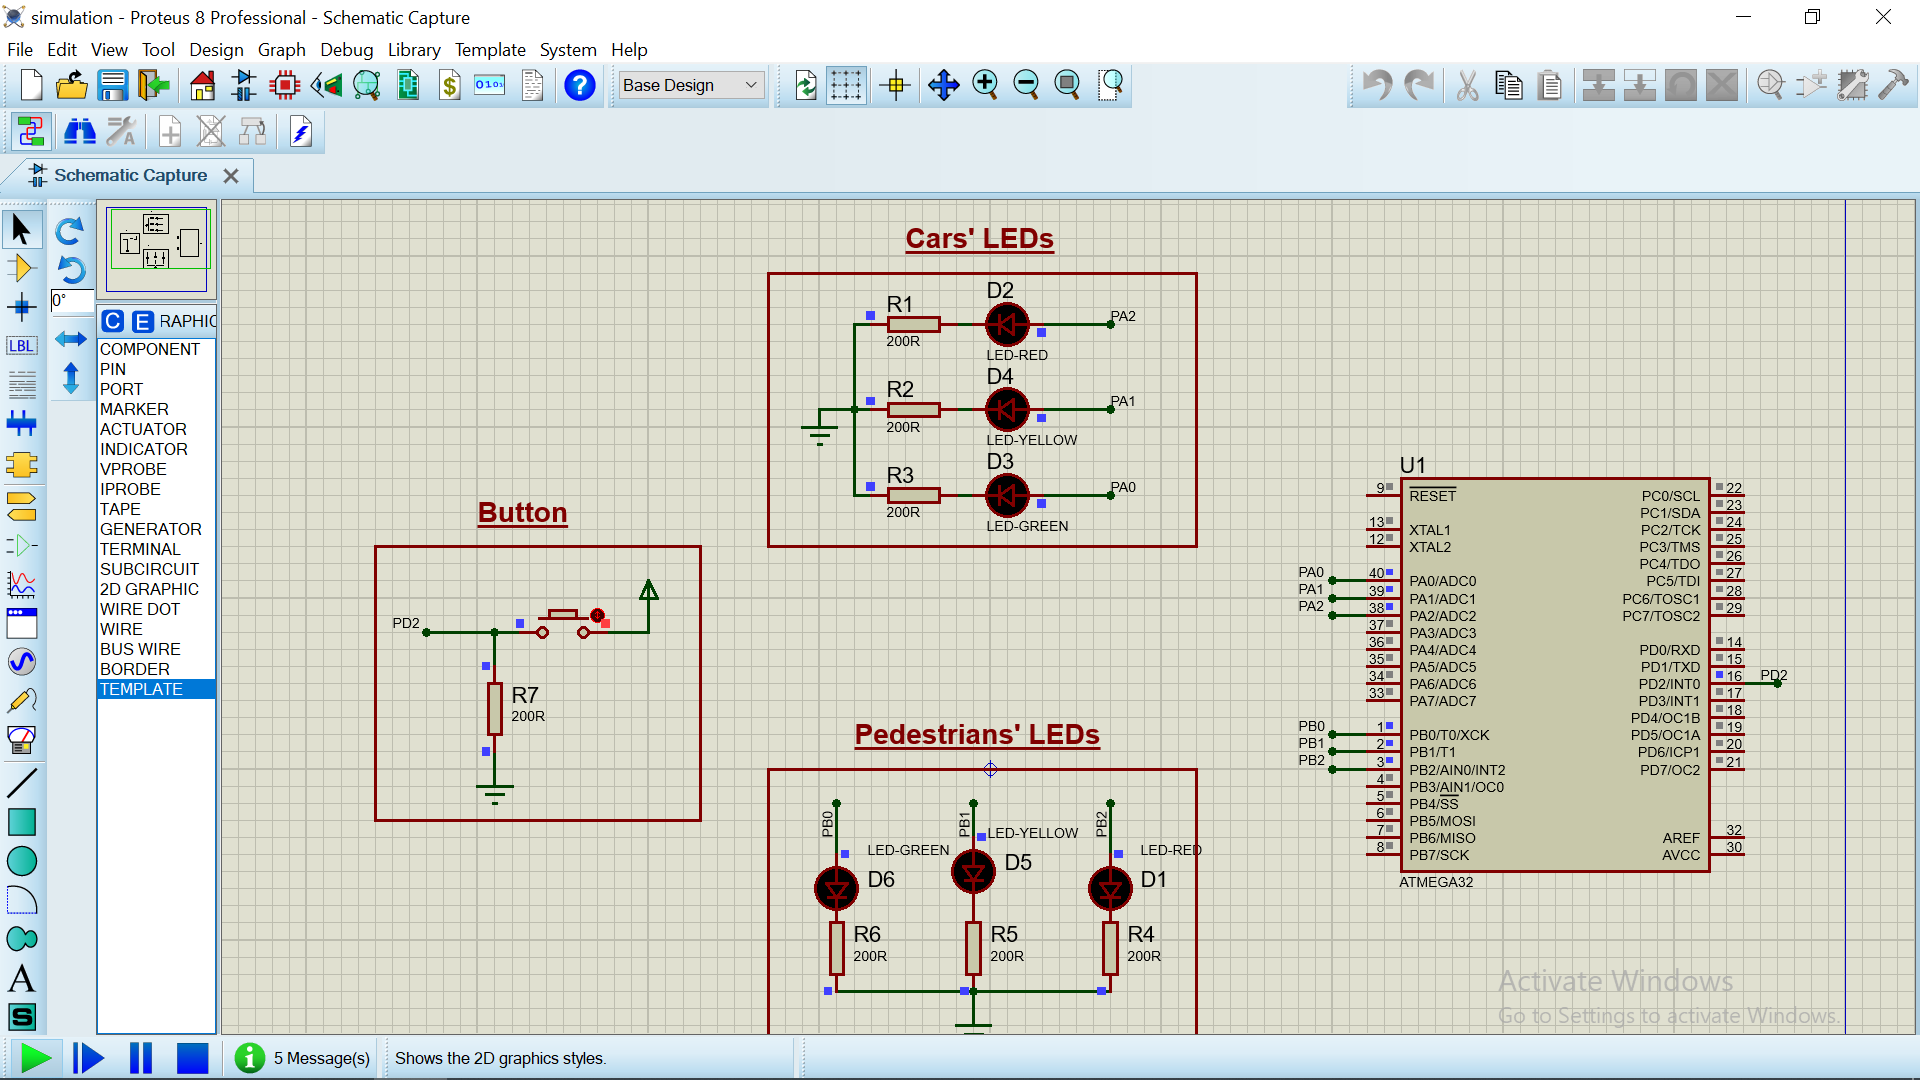 simulation - Proteus 8 Professional - Schematic Capture
File Edit View Tool Design Graph Debug Library Template System Help
Base Design
Schematic Capture
0°
C E RAPHIC
LBL
COMPONENT
PIN
PORT
MARKER
ACTUATOR
INDICATOR
VPROBE
IPROBE
TAPE
GENERATOR
TERMINAL
SUBCIRCUIT
2D GRAPHIC
WIRE DOT
WIRE
BUS WIRE
BORDER
TEMPLATE
A
S
Cars' LEDs
R1
200R
D2
LED-RED
PA2
R2
200R
D4
LED-YELLOW
PA1
R3
200R
D3
LED-GREEN
PA0
Button
PD2
R7
200R
Pedestrians' LEDs
PB0
PB1
PB2
LED-GREEN
LED-YELLOW
LED-RED
D6
D5
D1
R6
200R
R5
200R
R4
200R
U1
9 RESET
13 XTAL1
12 XTAL2
PA0 40 PA0/ADC0
PA1 39 PA1/ADC1
PA2 38 PA2/ADC2
37 PA3/ADC3
36 PA4/ADC4
35 PA5/ADC5
34 PA6/ADC6
33 PA7/ADC7
PB0 1 PB0/T0/XCK
PB1 2 PB1/T1
PB2 3 PB2/AIN0/INT2
4 PB3/AIN1/OC0
5 PB4/SS
6 PB5/MOSI
7 PB6/MISO
8 PB7/SCK
PC0/SCL 22
PC1/SDA 23
PC2/TCK 24
PC3/TMS 25
PC4/TDO 26
PC5/TDI 27
PC6/TOSC1 28
PC7/TOSC2 29
PD0/RXD 14
PD1/TXD 15
PD2/INT0 16 PD2
PD3/INT1 17
PD4/OC1B 18
PD5/OC1A 19
PD6/ICP1 20
PD7/OC2 21
AREF 32
AVCC 30
ATMEGA32
Activate Windows
Go to Settings to activate Windows.
5 Message(s)
Shows the 2D graphics styles.